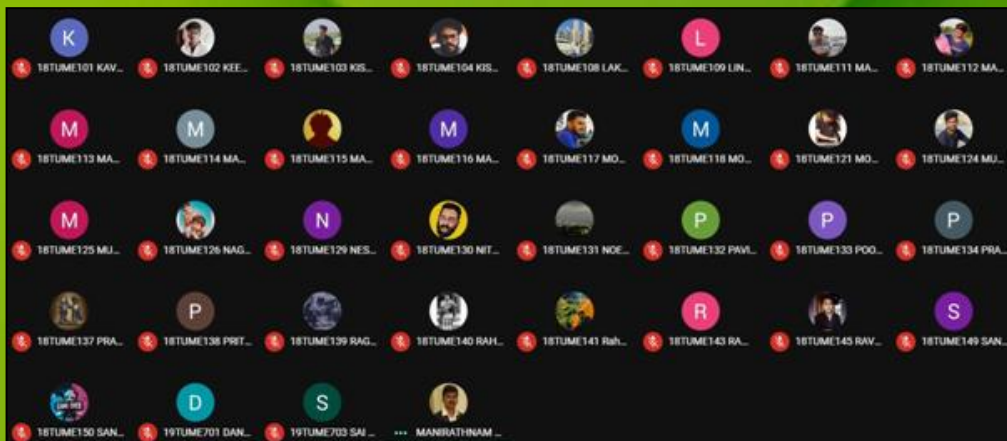 K L
18TUME101 KAV... 18TUME102 KEE... 18TUME103 KIS... 18TUME104 KIS... 18TUME108 LAK... 18TUME109 LIN... 18TUME111 MA... 18TUME112 MA...
M M M M
18TUME113 MA... 18TUME114 MA... 18TUME115 MA... 18TUME116 MA... 18TUME117 MO... 18TUME118 MO... 18TUME121 MO... 18TUME124 MU...
M N P P P
18TUME125 MU... 18TUME126 NAG... 18TUME129 NES... 18TUME130 NIT... 18TUME131 NOE... 18TUME132 PAVI... 18TUME133 POO... 18TUME134 PRA...
P R S
18TUME137 PRA... 18TUME138 PRIT... 18TUME139 RAG... 18TUME140 RAH... 18TUME141 Rah... 18TUME143 RA... 18TUME145 RAV... 18TUME149 SAN...
D S
18TUME150 SAN... 19TUME701 DAN... 19TUME703 SAI ... MANIRATHNAM ...